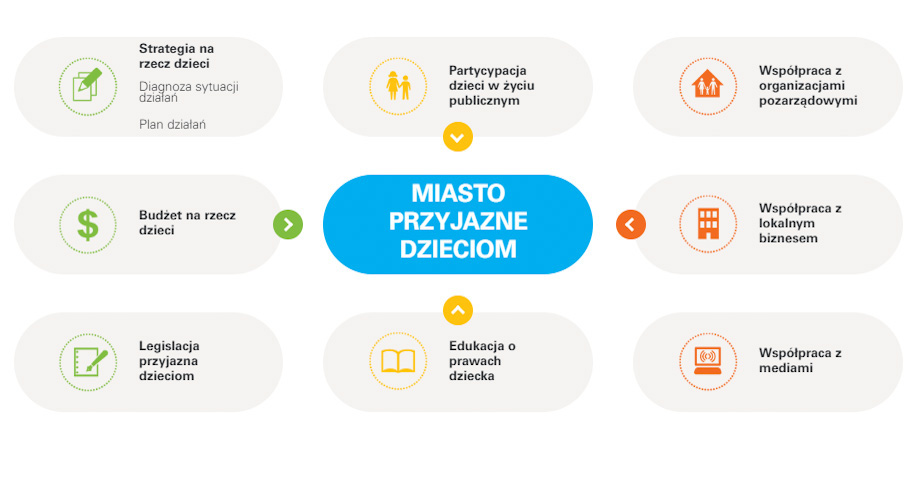 Strategia na
rzecz dzieci
Diagnoza sytuacji
działań
Plan działań
Partycypacja
dzieci w życiu
publicznym
Współpraca z
organizacjami
pozarządowymi
Budżet na rzecz
dzieci
MIASTO
PRZYJAZNE
DZIECIOM
Współpraca z
lokalnym
biznesem
Legislacja
przyjazna
dzieciom
Edukacja o
prawach
dziecka
Współpraca z
mediami